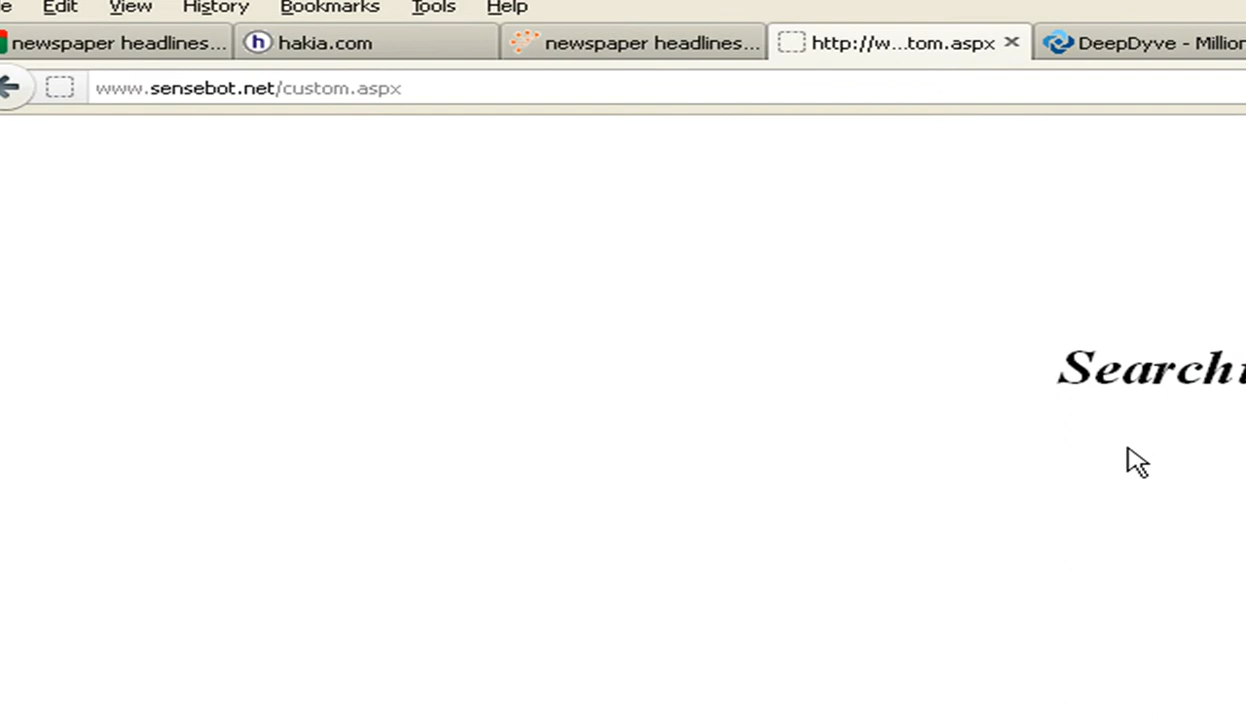 Edit View History Bookmarks Tools Help
newspaper headlines... hakia.com newspaper headlines... http://w...tom.aspx DeepDyve - Million
www.sensebot.net/custom.aspx
Searchi